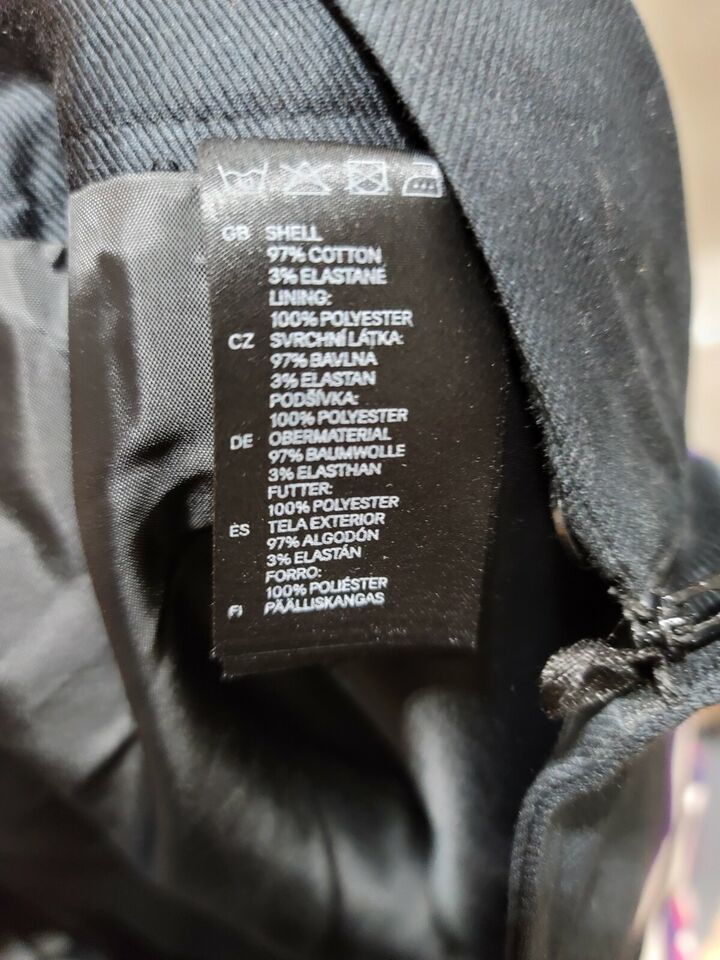 GB SHELL
97% COTTON
3% ELASTANE
LINING:
100% POLYESTER
CZ SVRCHNÍ LÁTKA:
97% BAVLNA
3% ELASTAN
PODŠÍVKA:
100% POLYESTER
DE OBERMATERIAL
97% BAUMWOLLE
3% ELASTHAN
FUTTER:
100% POLYESTER
ES TELA EXTERIOR
97% ALGODÓN
3% ELASTÁN
FORRO:
100% POLIÉSTER
FI PÄÄLLISKANGAS